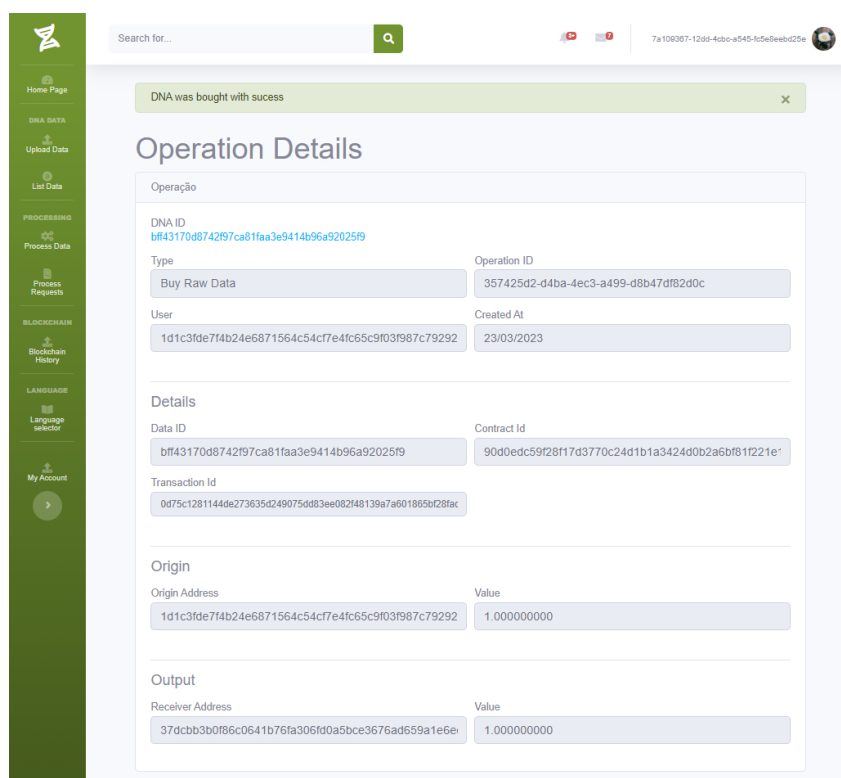 Search for...
3+
7
7a109367-12dd-4cbc-a545-fc5e8eebd25e
Home Page
DNA DATA
Upload Data
List Data
PROCESSING
Process Data
Process
Requests
BLOCKCHAIN
Blockchain
History
LANGUAGE
Language
selector
My Account
DNA was bought with sucess
×
Operation Details
Operação
DNA ID
bff43170d8742f97ca81faa3e9414b96a92025f9
Type
Operation ID
Buy Raw Data
357425d2-d4ba-4ec3-a499-d8b47df82d0c
User
Created At
1d1c3fde7f4b24e6871564c54cf7e4fc65c9f03f987c79292
23/03/2023
Details
Data ID
Contract Id
bff43170d8742f97ca81faa3e9414b96a92025f9
90d0edc59f28f17d3770c24d1b1a3424d0b2a6bf81f221e1
Transaction Id
0d75c1281144de273635d249075dd83ee082f48139a7a601865bf28fac
Origin
Origin Address
Value
1d1c3fde7f4b24e6871564c54cf7e4fc65c9f03f987c79292
1.000000000
Output
Receiver Address
Value
37dcbb3b0f86c0641b76fa306fd0a5bce3676ad659a1e6e
1.000000000